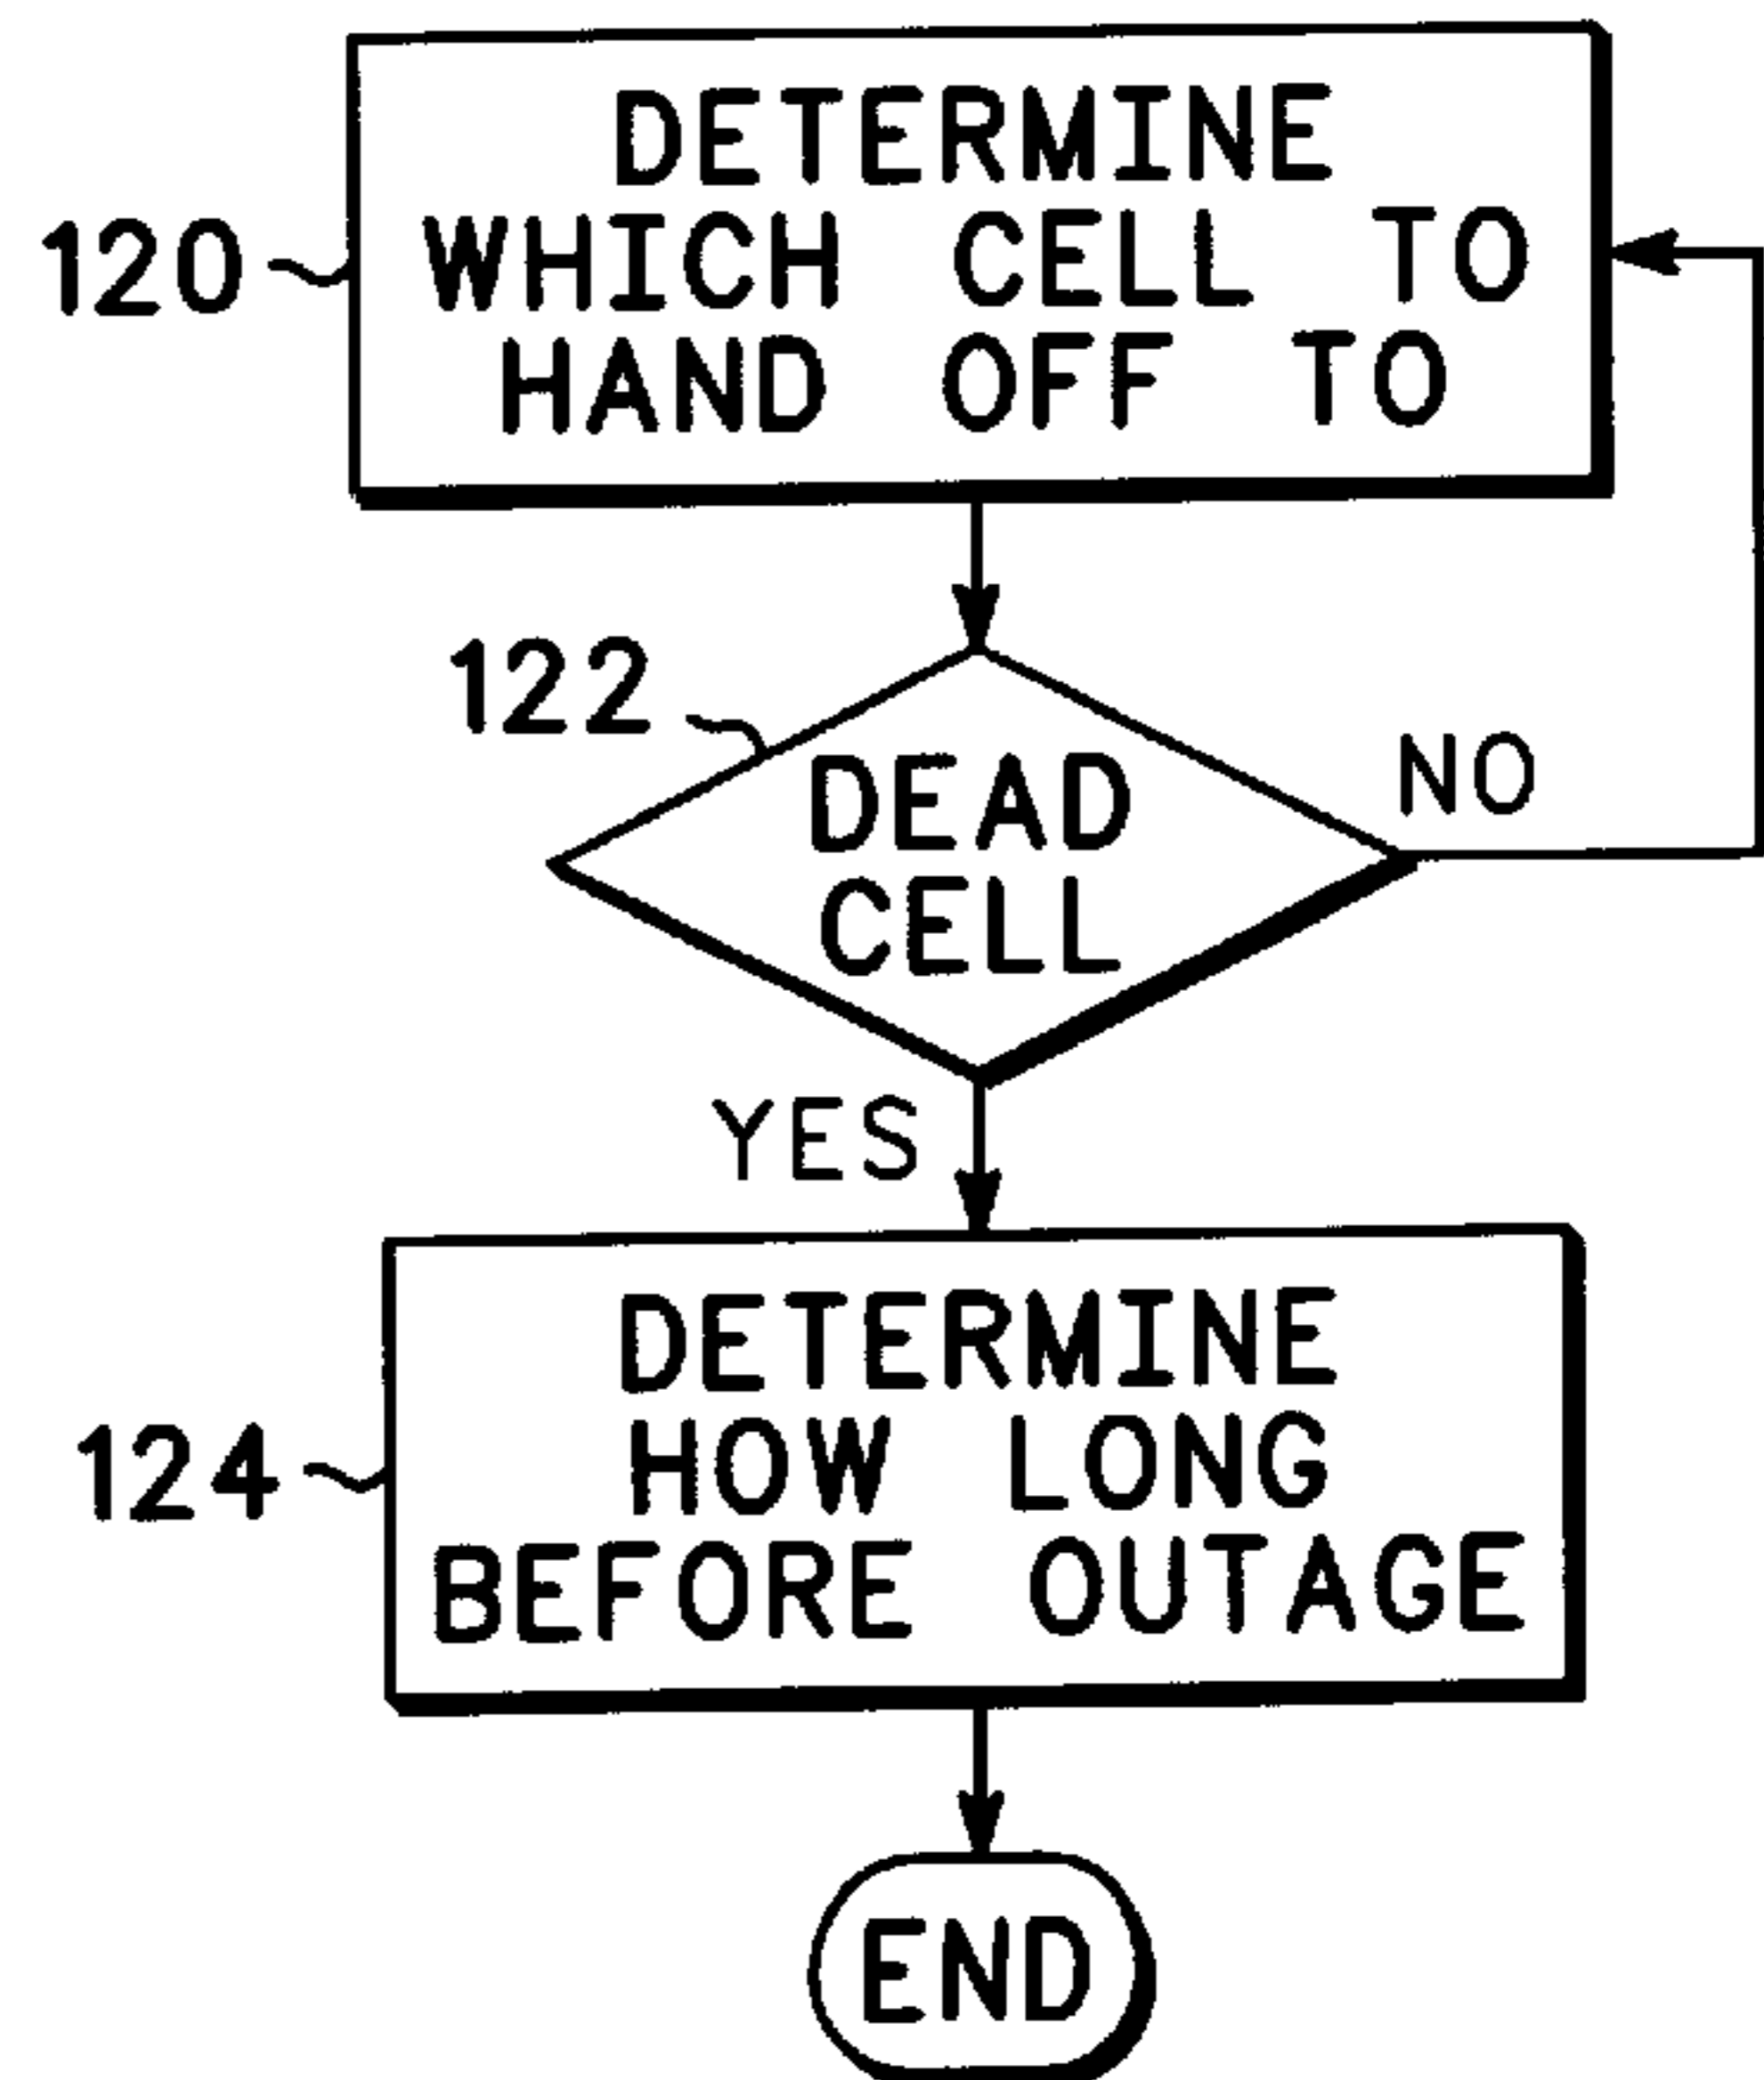 DETERMINE
120 WHICH CELL TO
HAND OFF TO
122
DEAD
CELL
NO
YES
DETERMINE
124 HOW LONG
BEFORE OUTAGE
END